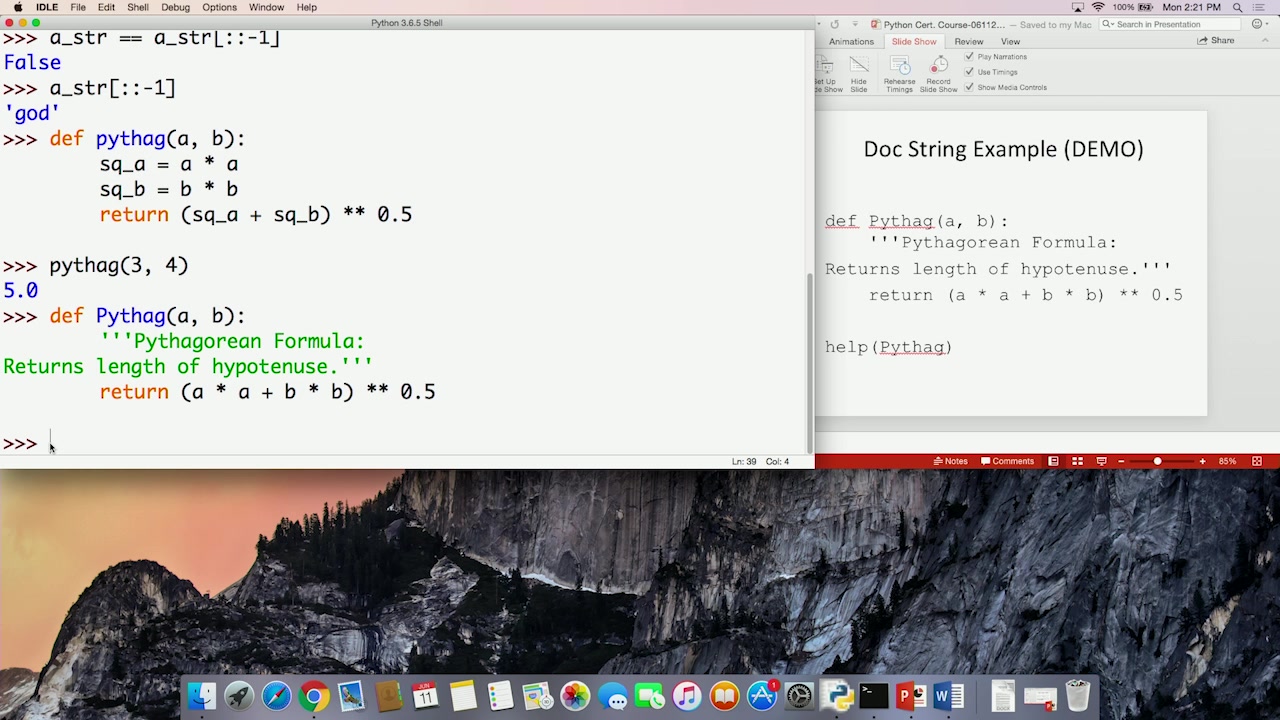 IDLE File Edit Shell Debug Options Window Help
100% Mon 2:21 PM
Python 3.6.5 Shell
>>> a_str == a_str[::-1]
False
>>> a_str[::-1]
'god'
>>> def pythag(a, b):
sq_a = a * a
sq_b = b * b
return (sq_a + sq_b) ** 0.5
>>> pythag(3, 4)
5.0
>>> def Pythag(a, b):
'''Pythagorean Formula:
Returns length of hypotenuse.'''
return (a * a + b * b) ** 0.5
>>>
Ln: 39 Col: 4
Python Cert. Course-06112... — Saved to my Mac
Search in Presentation
Animations Slide Show Review View
Share
Set Up Slide Show
Hide Slide
Rehearse Timings
Record Slide Show
Play Narrations
Use Timings
Show Media Controls
Doc String Example (DEMO)
def Pythag(a, b):
'''Pythagorean Formula:
Returns length of hypotenuse.'''
return (a * a + b * b) ** 0.5
help(Pythag)
Notes Comments
85%
JUN
11
1